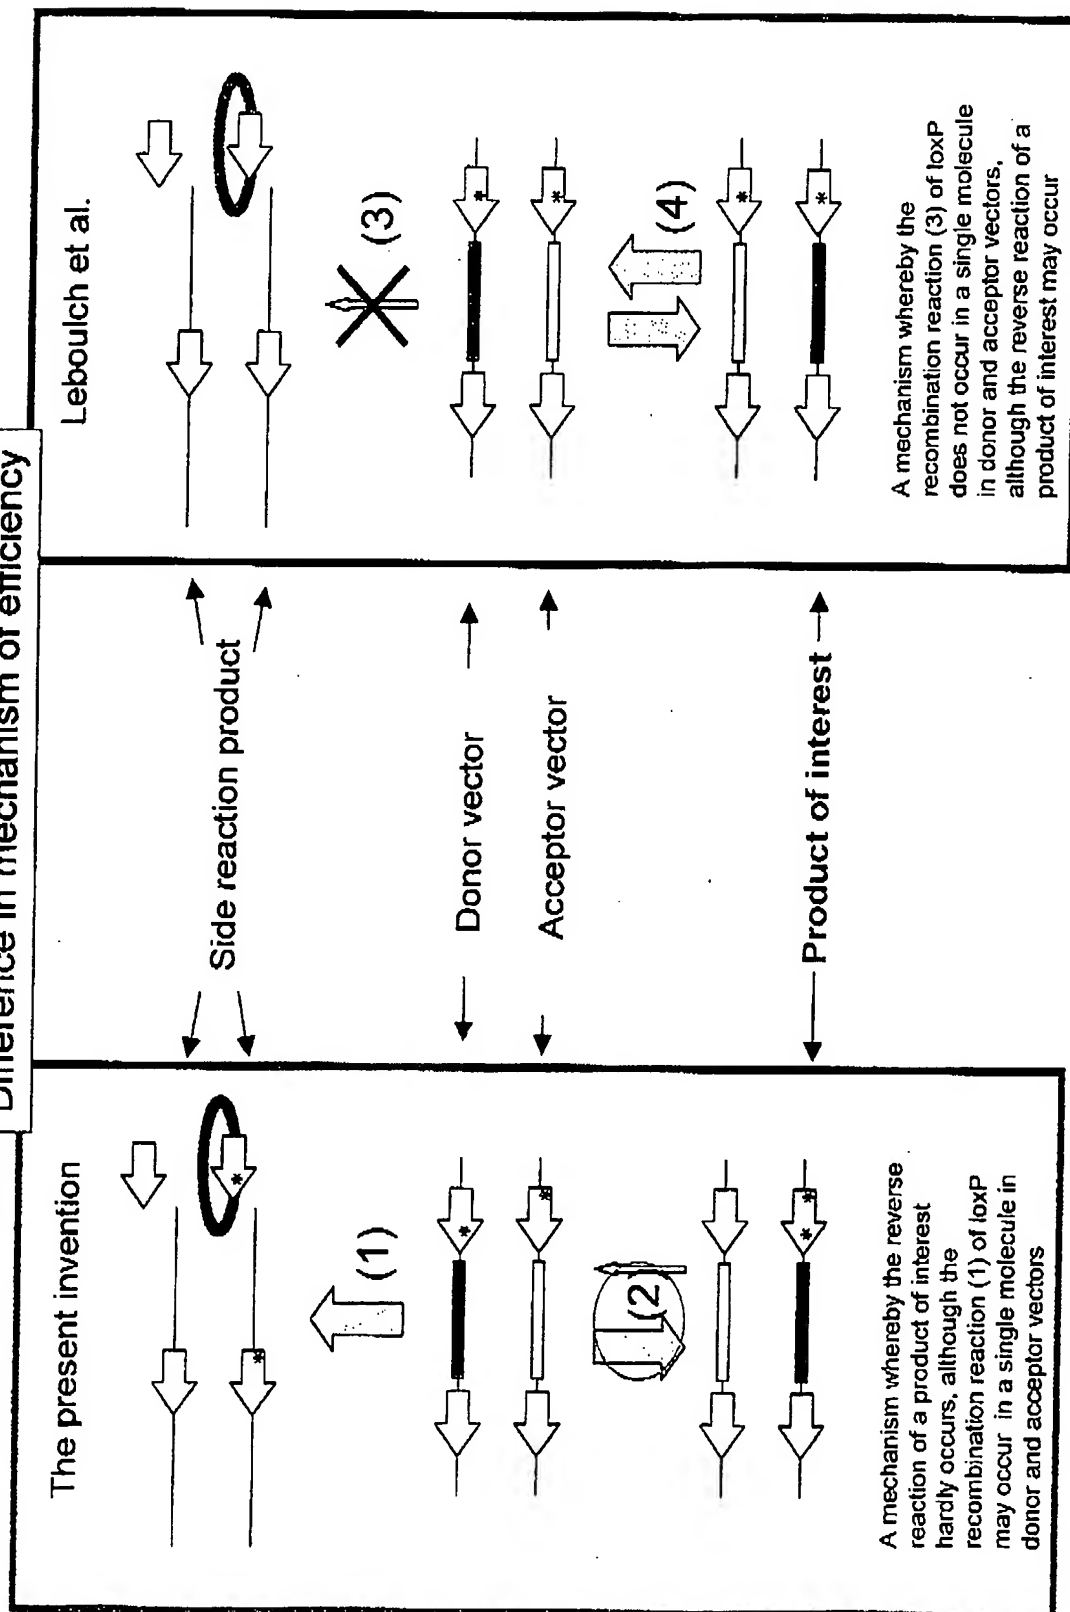 Difference in mechanism of efficiency
The present invention
(1)
(2)
A mechanism whereby the reverse
reaction of a product of interest
hardly occurs, although the
recombination reaction (1) of loxP
may occur in a single molecule in
donor and acceptor vectors
Side reaction product
Donor vector
Acceptor vector
Product of interest
Leboulch et al.
(3)
(4)
A mechanism whereby the
recombination reaction (3) of loxP
does not occur in a single molecule
in donor and acceptor vectors,
although the reverse reaction of a
product of interest may occur